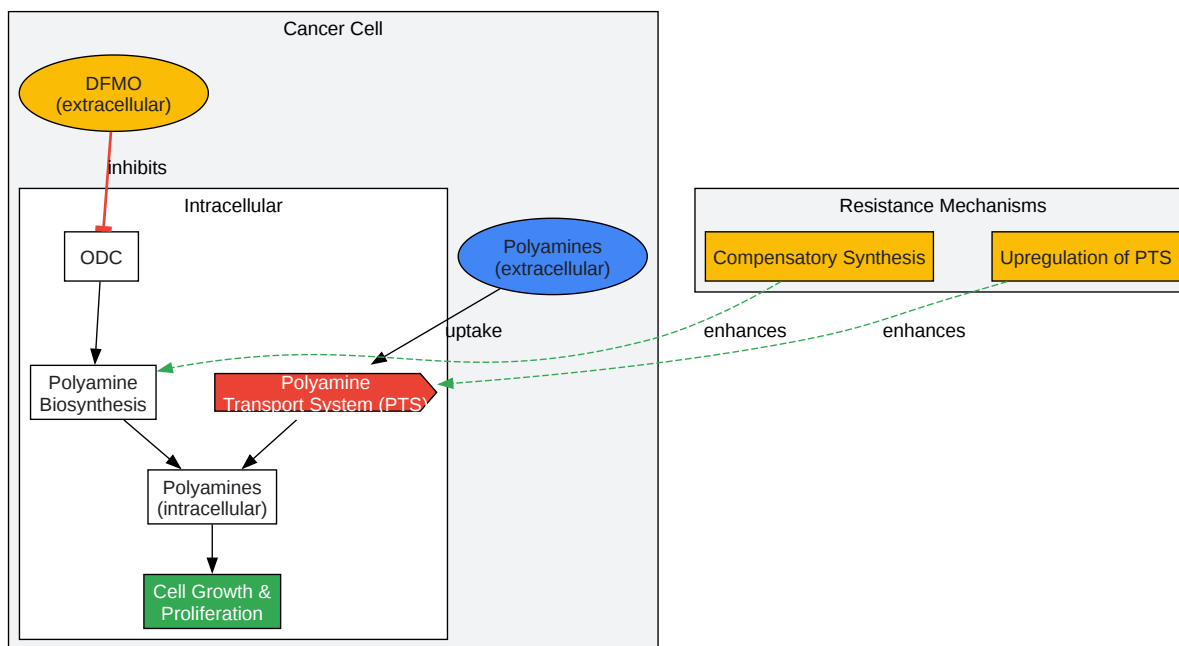 Cancer Cell
DFMO
(extracellular)
inhibits
Intracellular
Resistance Mechanisms
ODC
Polyamines
(extracellular)
Compensatory Synthesis
Upregulation of PTS
uptake
enhances
enhances
Polyamine
Biosynthesis
Polyamine
Transport System (PTS)
Polyamines
(intracellular)
Cell Growth &
Proliferation